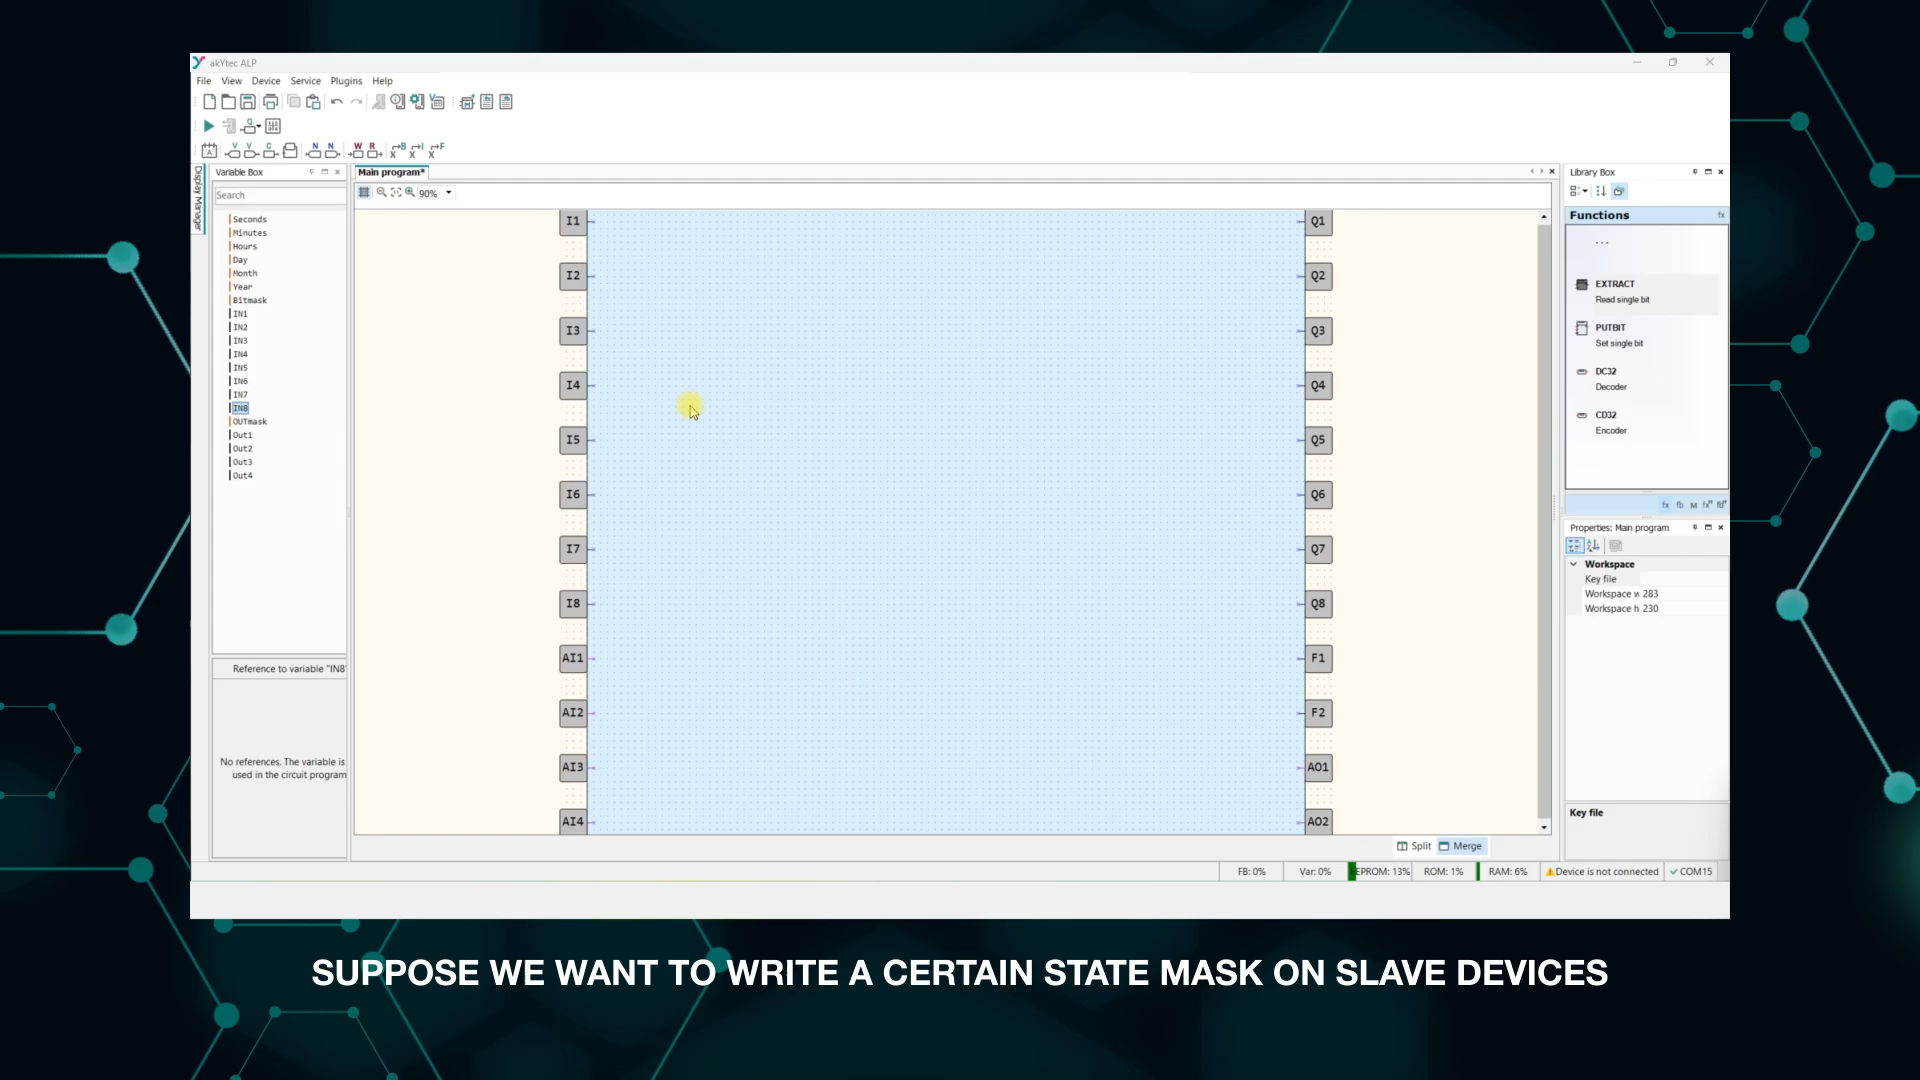 akYtec ALP
File View Device Service Plugins Help
Display Manager
Variable Box
Search
Seconds
Minutes
Hours
Day
Month
Year
Bitmask
IN1
IN2
IN3
IN4
IN5
IN6
IN7
IN8
OUTmask
Out1
Out2
Out3
Out4
Reference to variable "IN8"
No references. The variable is
used in the circuit program
Main program*
90%
I1
I2
I3
I4
I5
I6
I7
I8
AI1
AI2
AI3
AI4
Q1
Q2
Q3
Q4
Q5
Q6
Q7
Q8
F1
F2
AO1
AO2
Split Merge
Library Box
Functions fx
...
EXTRACT
Read single bit
PUTBIT
Set single bit
DC32
Decoder
CD32
Encoder
fx fb M
Properties: Main program
Workspace
Key file
Workspace w 283
Workspace h 230
Key file
FB: 0% Var: 0% EEPROM: 13% ROM: 1% RAM: 6% Device is not connected COM15
SUPPOSE WE WANT TO WRITE A CERTAIN STATE MASK ON SLAVE DEVICES